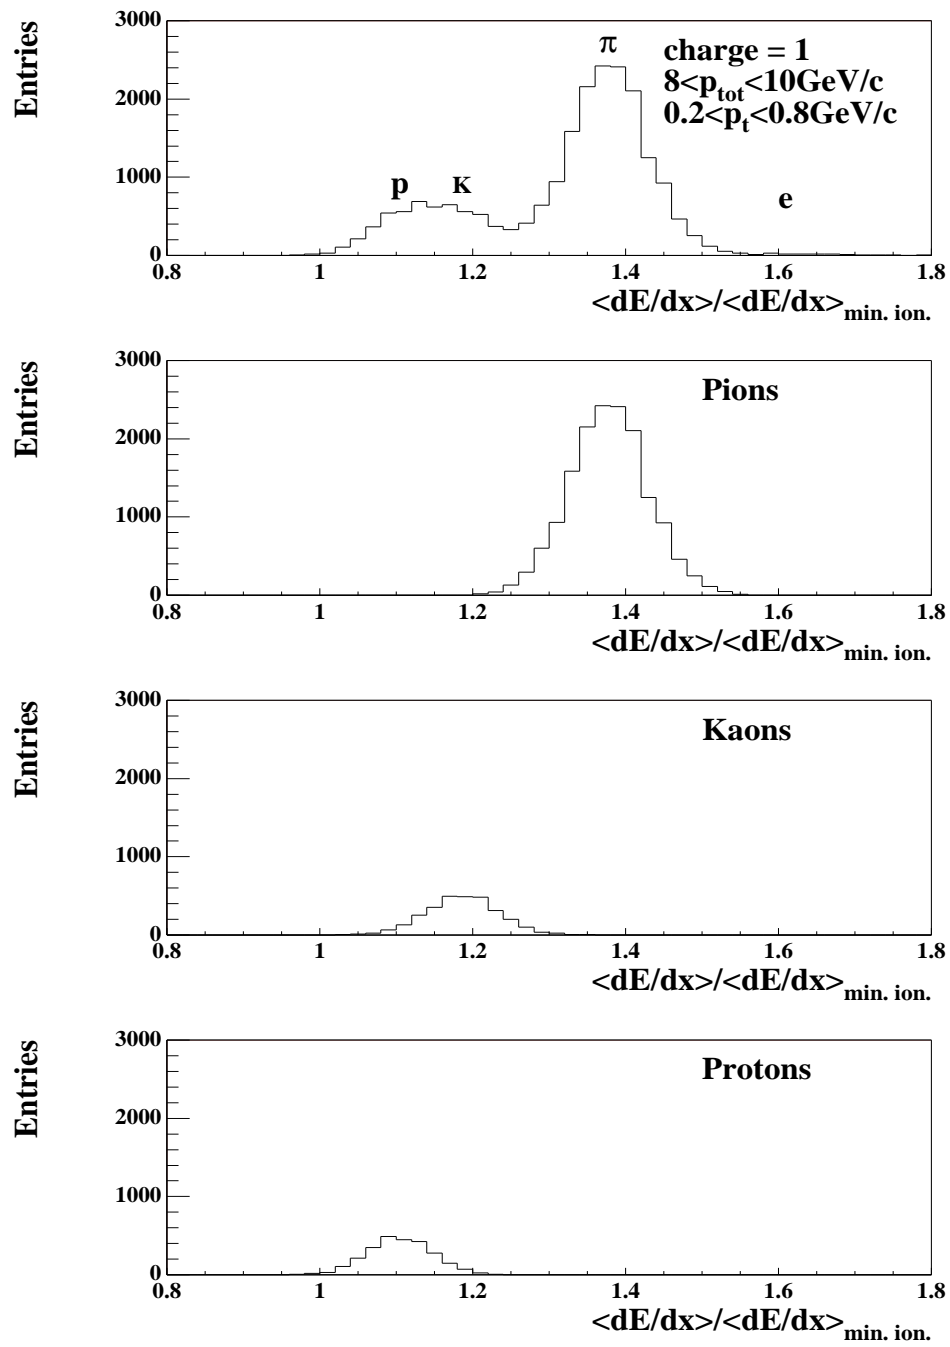 Entries
3000
2000
1000
0
π
p
K
e
charge = 1
8<p_tot<10GeV/c
0.2<p_t<0.8GeV/c
0.8 1 1.2 1.4 1.6 1.8
<dE/dx>/<dE/dx>min. ion.
Entries
3000
2000
1000
0
Pions
0.8 1 1.2 1.4 1.6 1.8
<dE/dx>/<dE/dx>min. ion.
Entries
3000
2000
1000
0
Kaons
0.8 1 1.2 1.4 1.6 1.8
<dE/dx>/<dE/dx>min. ion.
Entries
3000
2000
1000
0
Protons
0.8 1 1.2 1.4 1.6 1.8
<dE/dx>/<dE/dx>min. ion.